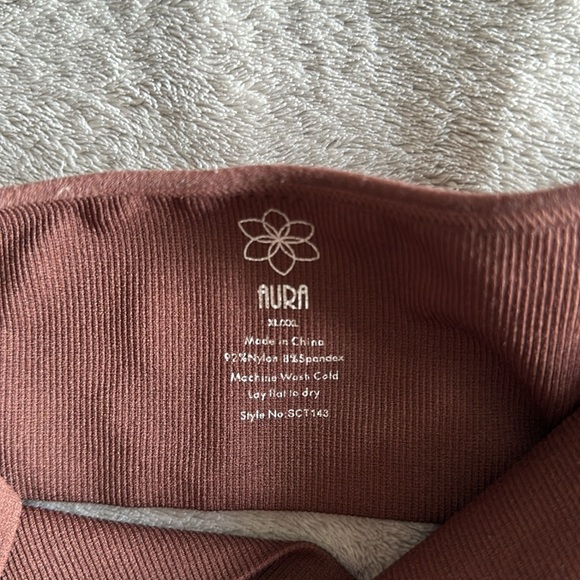 AURA
XL/XXL
Made in China
92%Nylon 8%Spandex
Machine Wash Cold
Lay flat to dry
Style No:SCT143